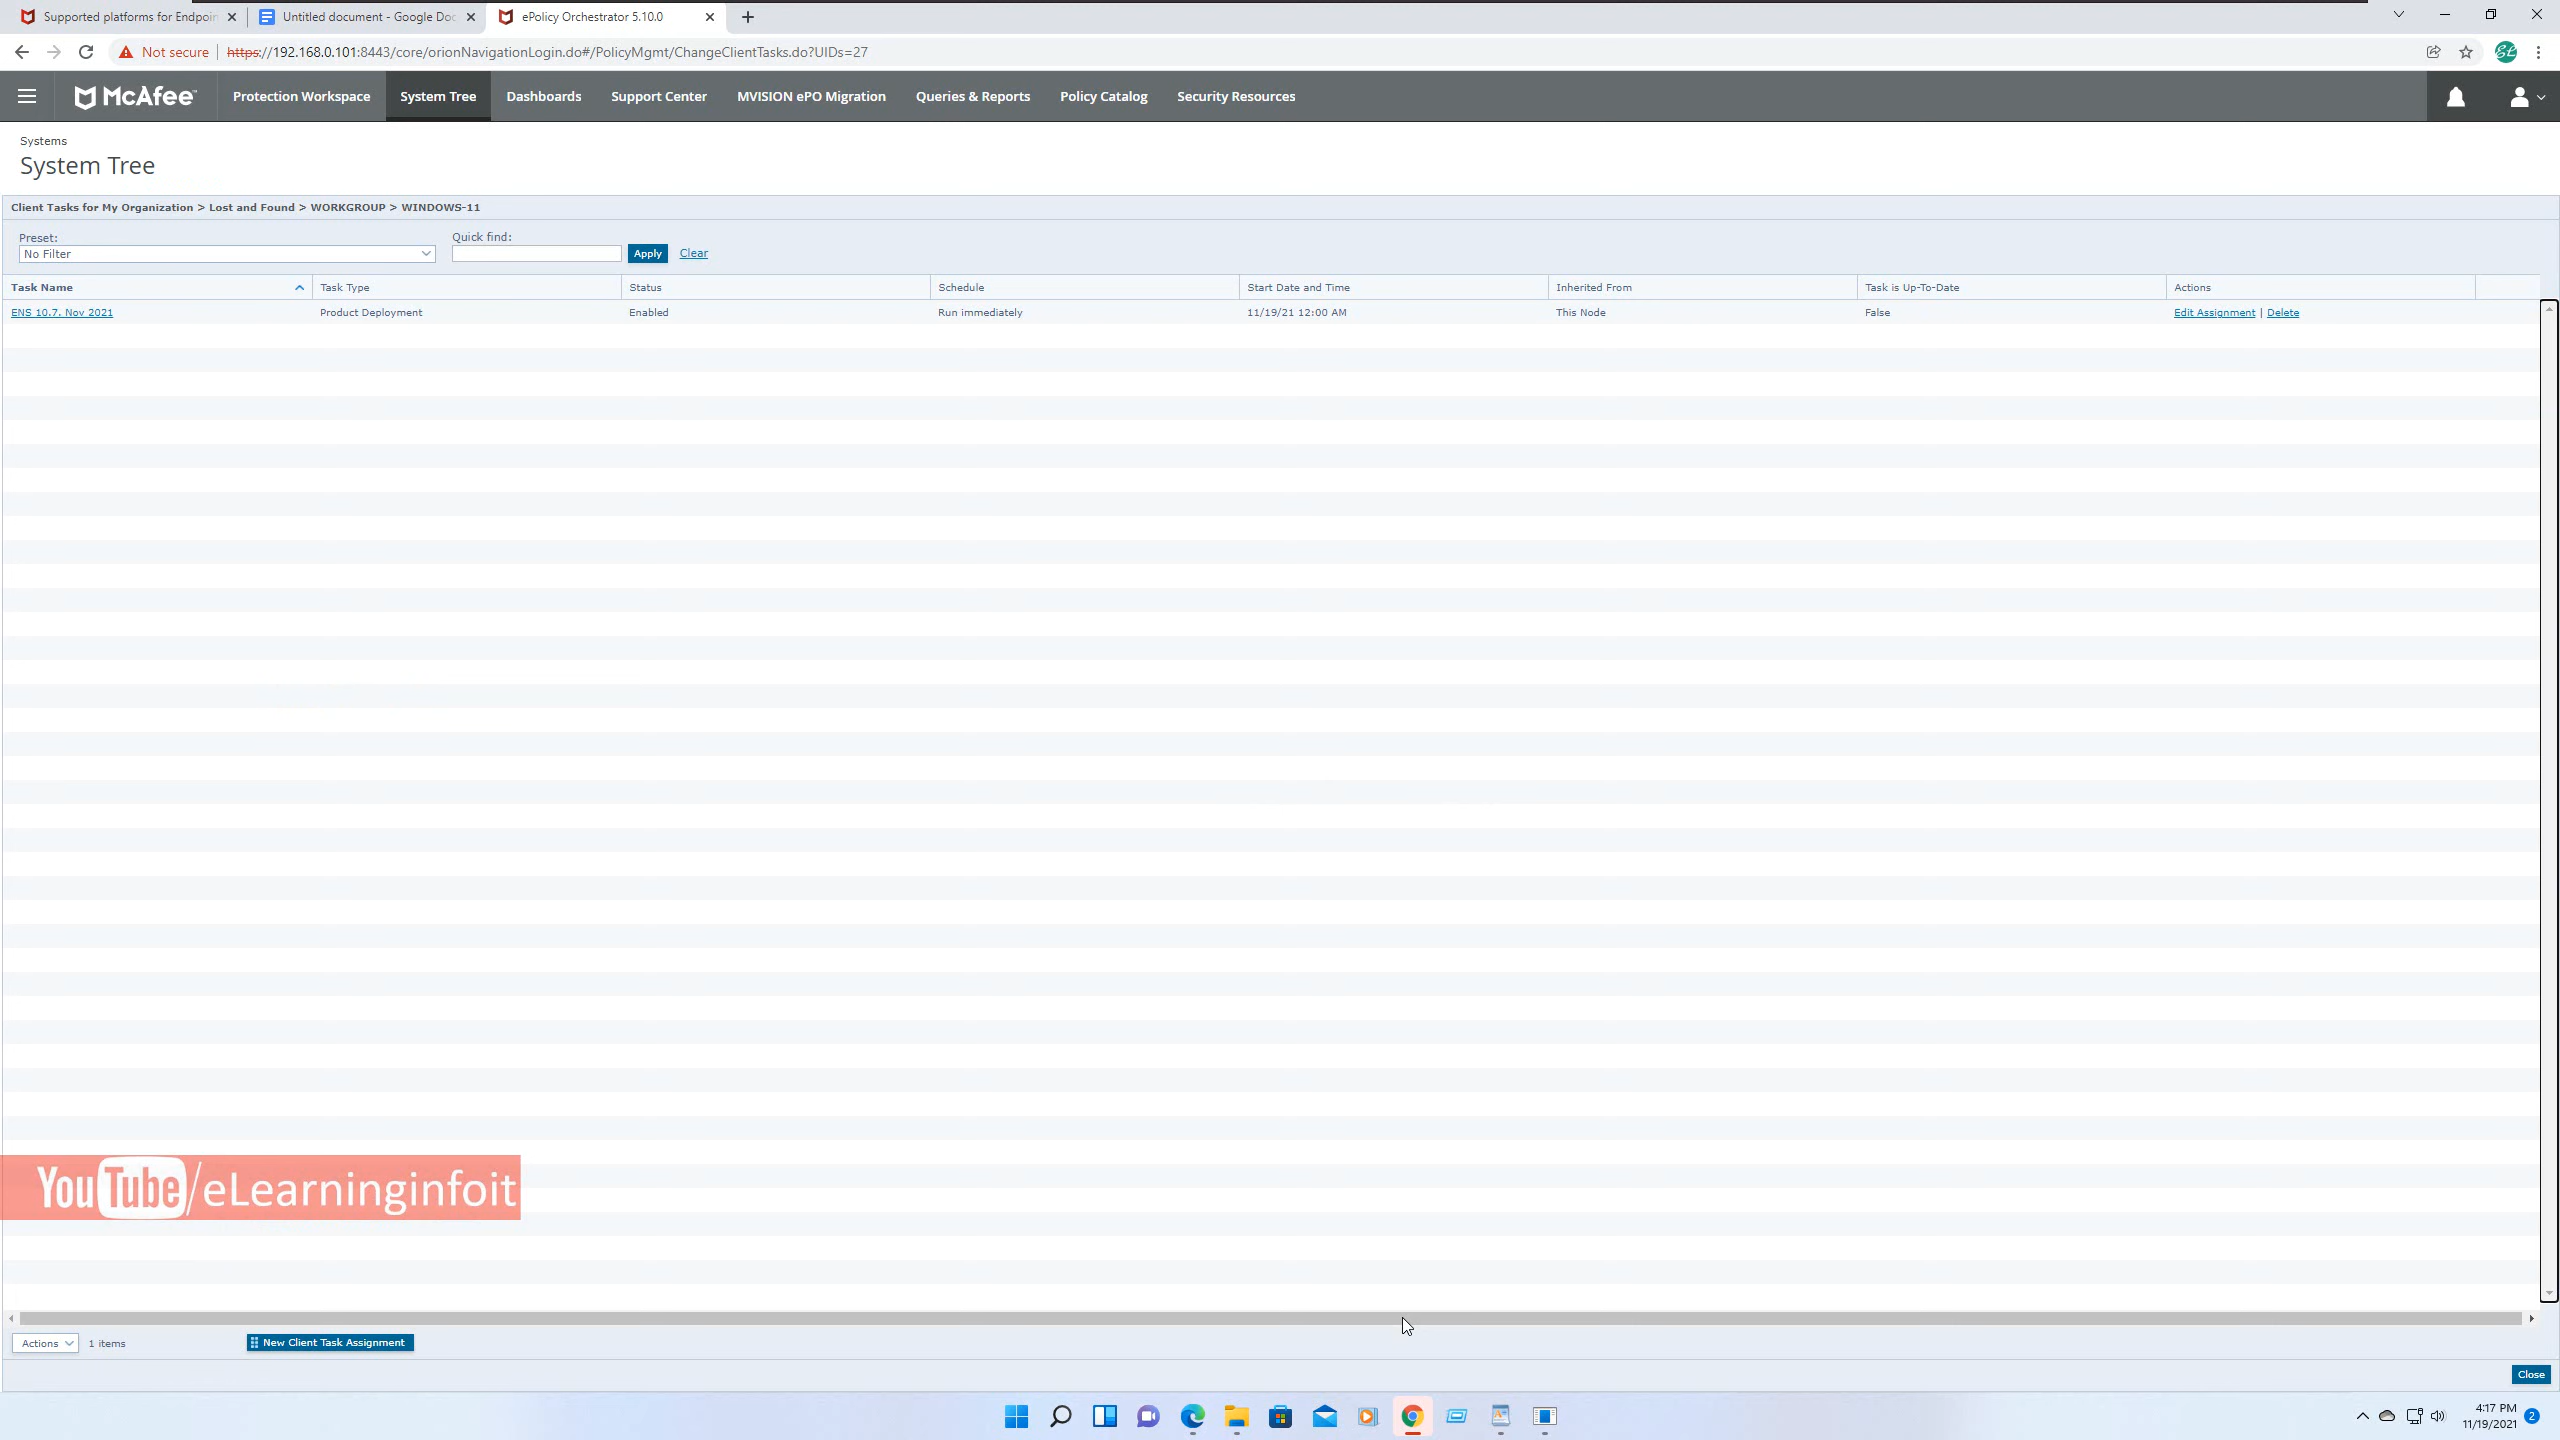 Supported platforms for Endpoin
Untitled document - Google Doc
ePolicy Orchestrator 5.10.0
Not secure
https://192.168.0.101:8443/core/orionNavigationLogin.do#/PolicyMgmt/ChangeClientTasks.do?UIDs=27
McAfee
Protection Workspace
System Tree
Dashboards
Support Center
MVISION ePO Migration
Queries & Reports
Policy Catalog
Security Resources
Systems
System Tree
Client Tasks for My Organization > Lost and Found > WORKGROUP > WINDOWS-11
Preset:
Quick find:
No Filter
Apply
Clear
Task Name Task Type Status Schedule Start Date and Time Inherited From Task is Up-To-Date Actions
ENS 10.7. Nov 2021 Product Deployment Enabled Run immediately 11/19/21 12:00 AM This Node False Edit Assignment | Delete
YouTube/eLearninginfoit
Actions
1 items
New Client Task Assignment
Close
4:17 PM
11/19/2021
2